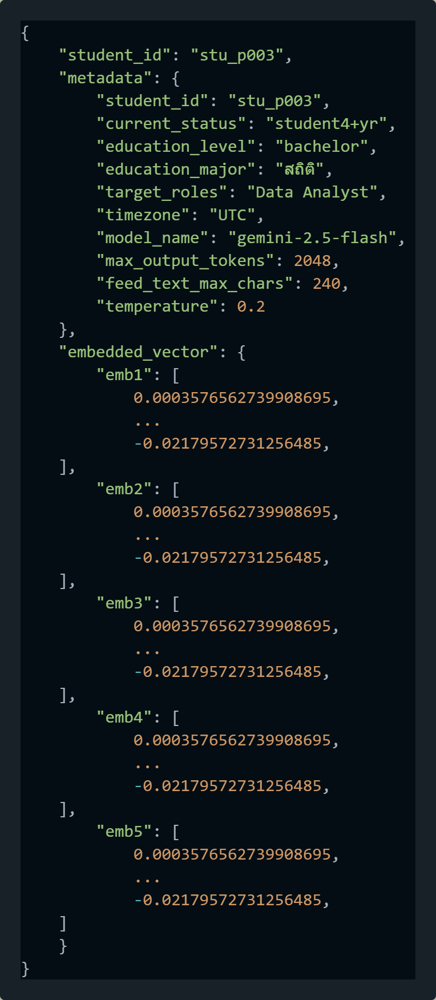 {
    "student_id": "stu_p003",
    "metadata": {
        "student_id": "stu_p003",
        "current_status": "student4+yr",
        "education_level": "bachelor",
        "education_major": "สถิติ",
        "target_roles": "Data Analyst",
        "timezone": "UTC",
        "model_name": "gemini-2.5-flash",
        "max_output_tokens": 2048,
        "feed_text_max_chars": 240,
        "temperature": 0.2
    },
    "embedded_vector": {
        "emb1": [
            0.0003576562739908695,
            ...
            -0.02179572731256485,
    ],
        "emb2": [
            0.0003576562739908695,
            ...
            -0.02179572731256485,
    ],
        "emb3": [
            0.0003576562739908695,
            ...
            -0.02179572731256485,
    ],
        "emb4": [
            0.0003576562739908695,
            ...
            -0.02179572731256485,
    ],
        "emb5": [
            0.0003576562739908695,
            ...
            -0.02179572731256485,
    ]
    }
}